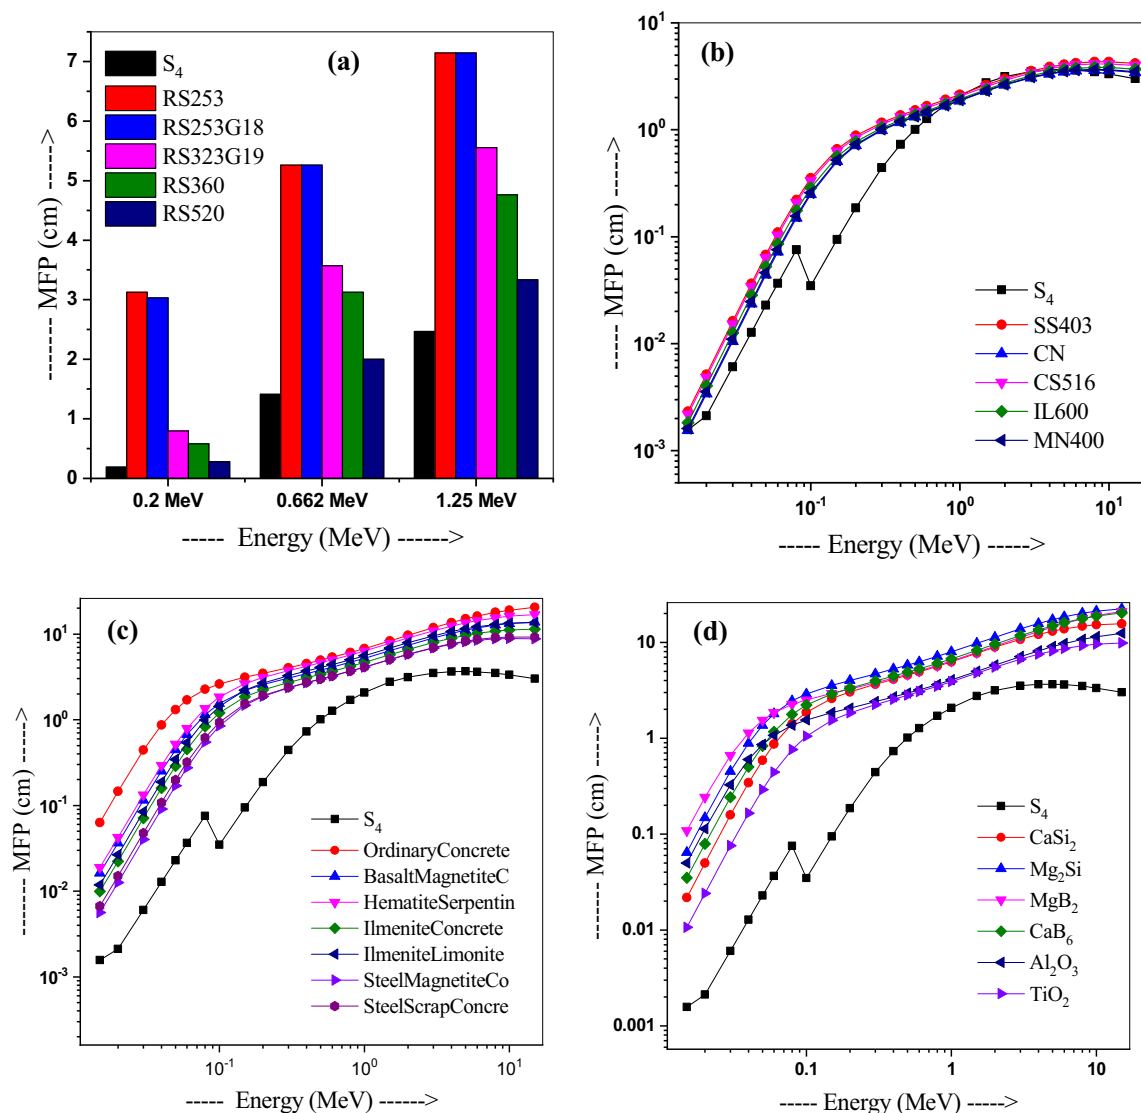 (a)
S4
RS253
RS253G18
RS323G19
RS360
RS520
7
6
5
4
3
2
1
0
------- MFP (cm) ---->
0.2 MeV
0.662 MeV
1.25 MeV
----- Energy (MeV) ------>
(b)
10^1
10^0
10^-1
10^-2
10^-3
---- MFP (cm) ----->
S4
SS403
CN
CS516
IL600
MN400
10^-1
10^0
10^1
----- Energy (MeV) ----->
(c)
10^1
10^0
10^-1
10^-2
10^-3
-------- MFP (cm) ----->
S4
OrdinaryConcrete
BasaltMagnetiteC
HematiteSerpentin
IlmeniteConcrete
IlmeniteLimonite
SteelMagnetiteCo
SteelScrapConcre
10^-1
10^0
10^1
----- Energy (MeV) ----->
(d)
10
1
0.1
0.01
0.001
------ MFP (cm) ----->
S4
CaSi2
Mg2Si
MgB2
CaB6
Al2O3
TiO2
0.1
1
10
----- Energy (MeV) ----->